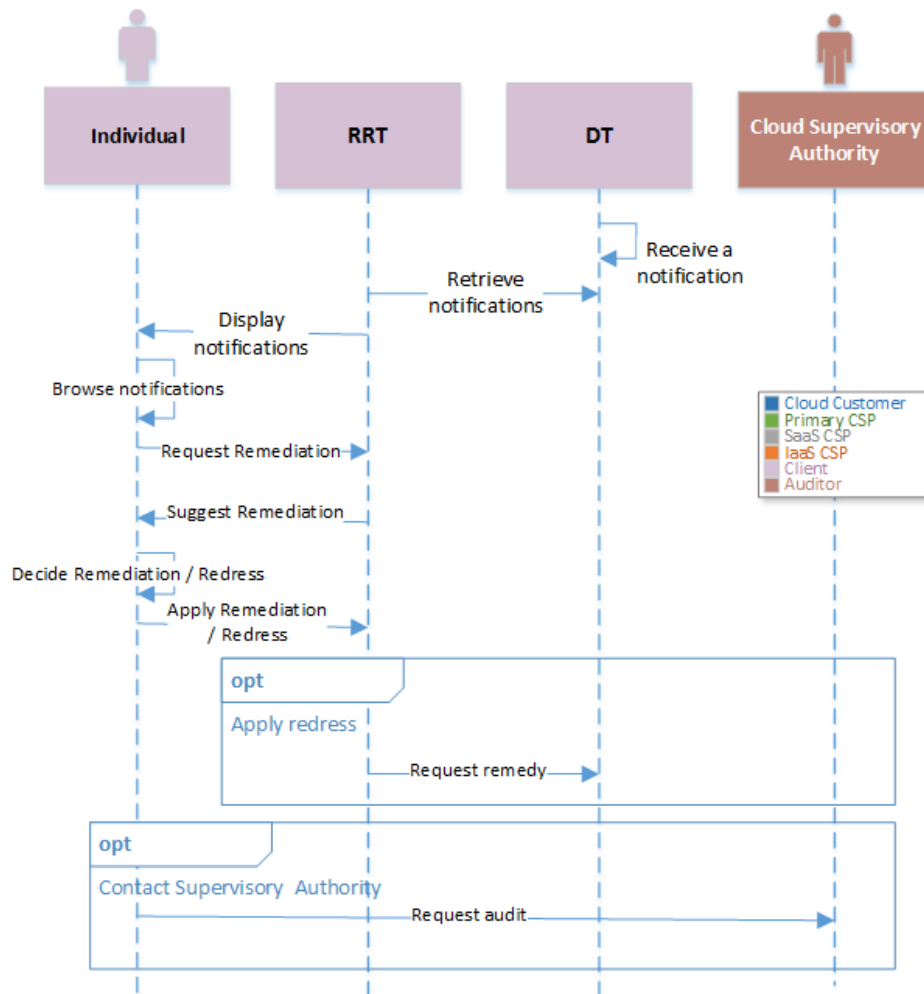 Individual
RRT
DT
Cloud Supervisory
Authority
Receive a
notification
Retrieve
notifications
Display
notifications
Browse notifications
Cloud Customer
Primary CSP
SaaS CSP
IaaS CSP
Client
Auditor
Request Remediation
Suggest Remediation
Decide Remediation / Redress
Apply Remediation
/ Redress
opt
Apply redress
Request remedy
opt
Contact Supervisory Authority
Request audit